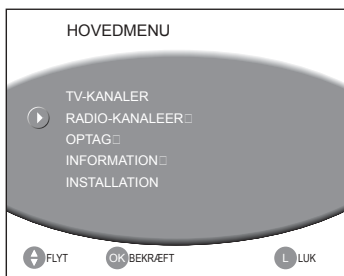 HOVEDMENU
TV-KANALER
RADIO-KANALEER□
OPTAG□
INFORMATION□
INSTALLATION
FLYT OK BEKRÆFT L LUK